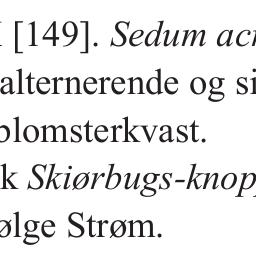 [149]. Sedum acr
alternerende og si
blomsterkvast.
k Skiørbugs-knop
ølge Strøm.